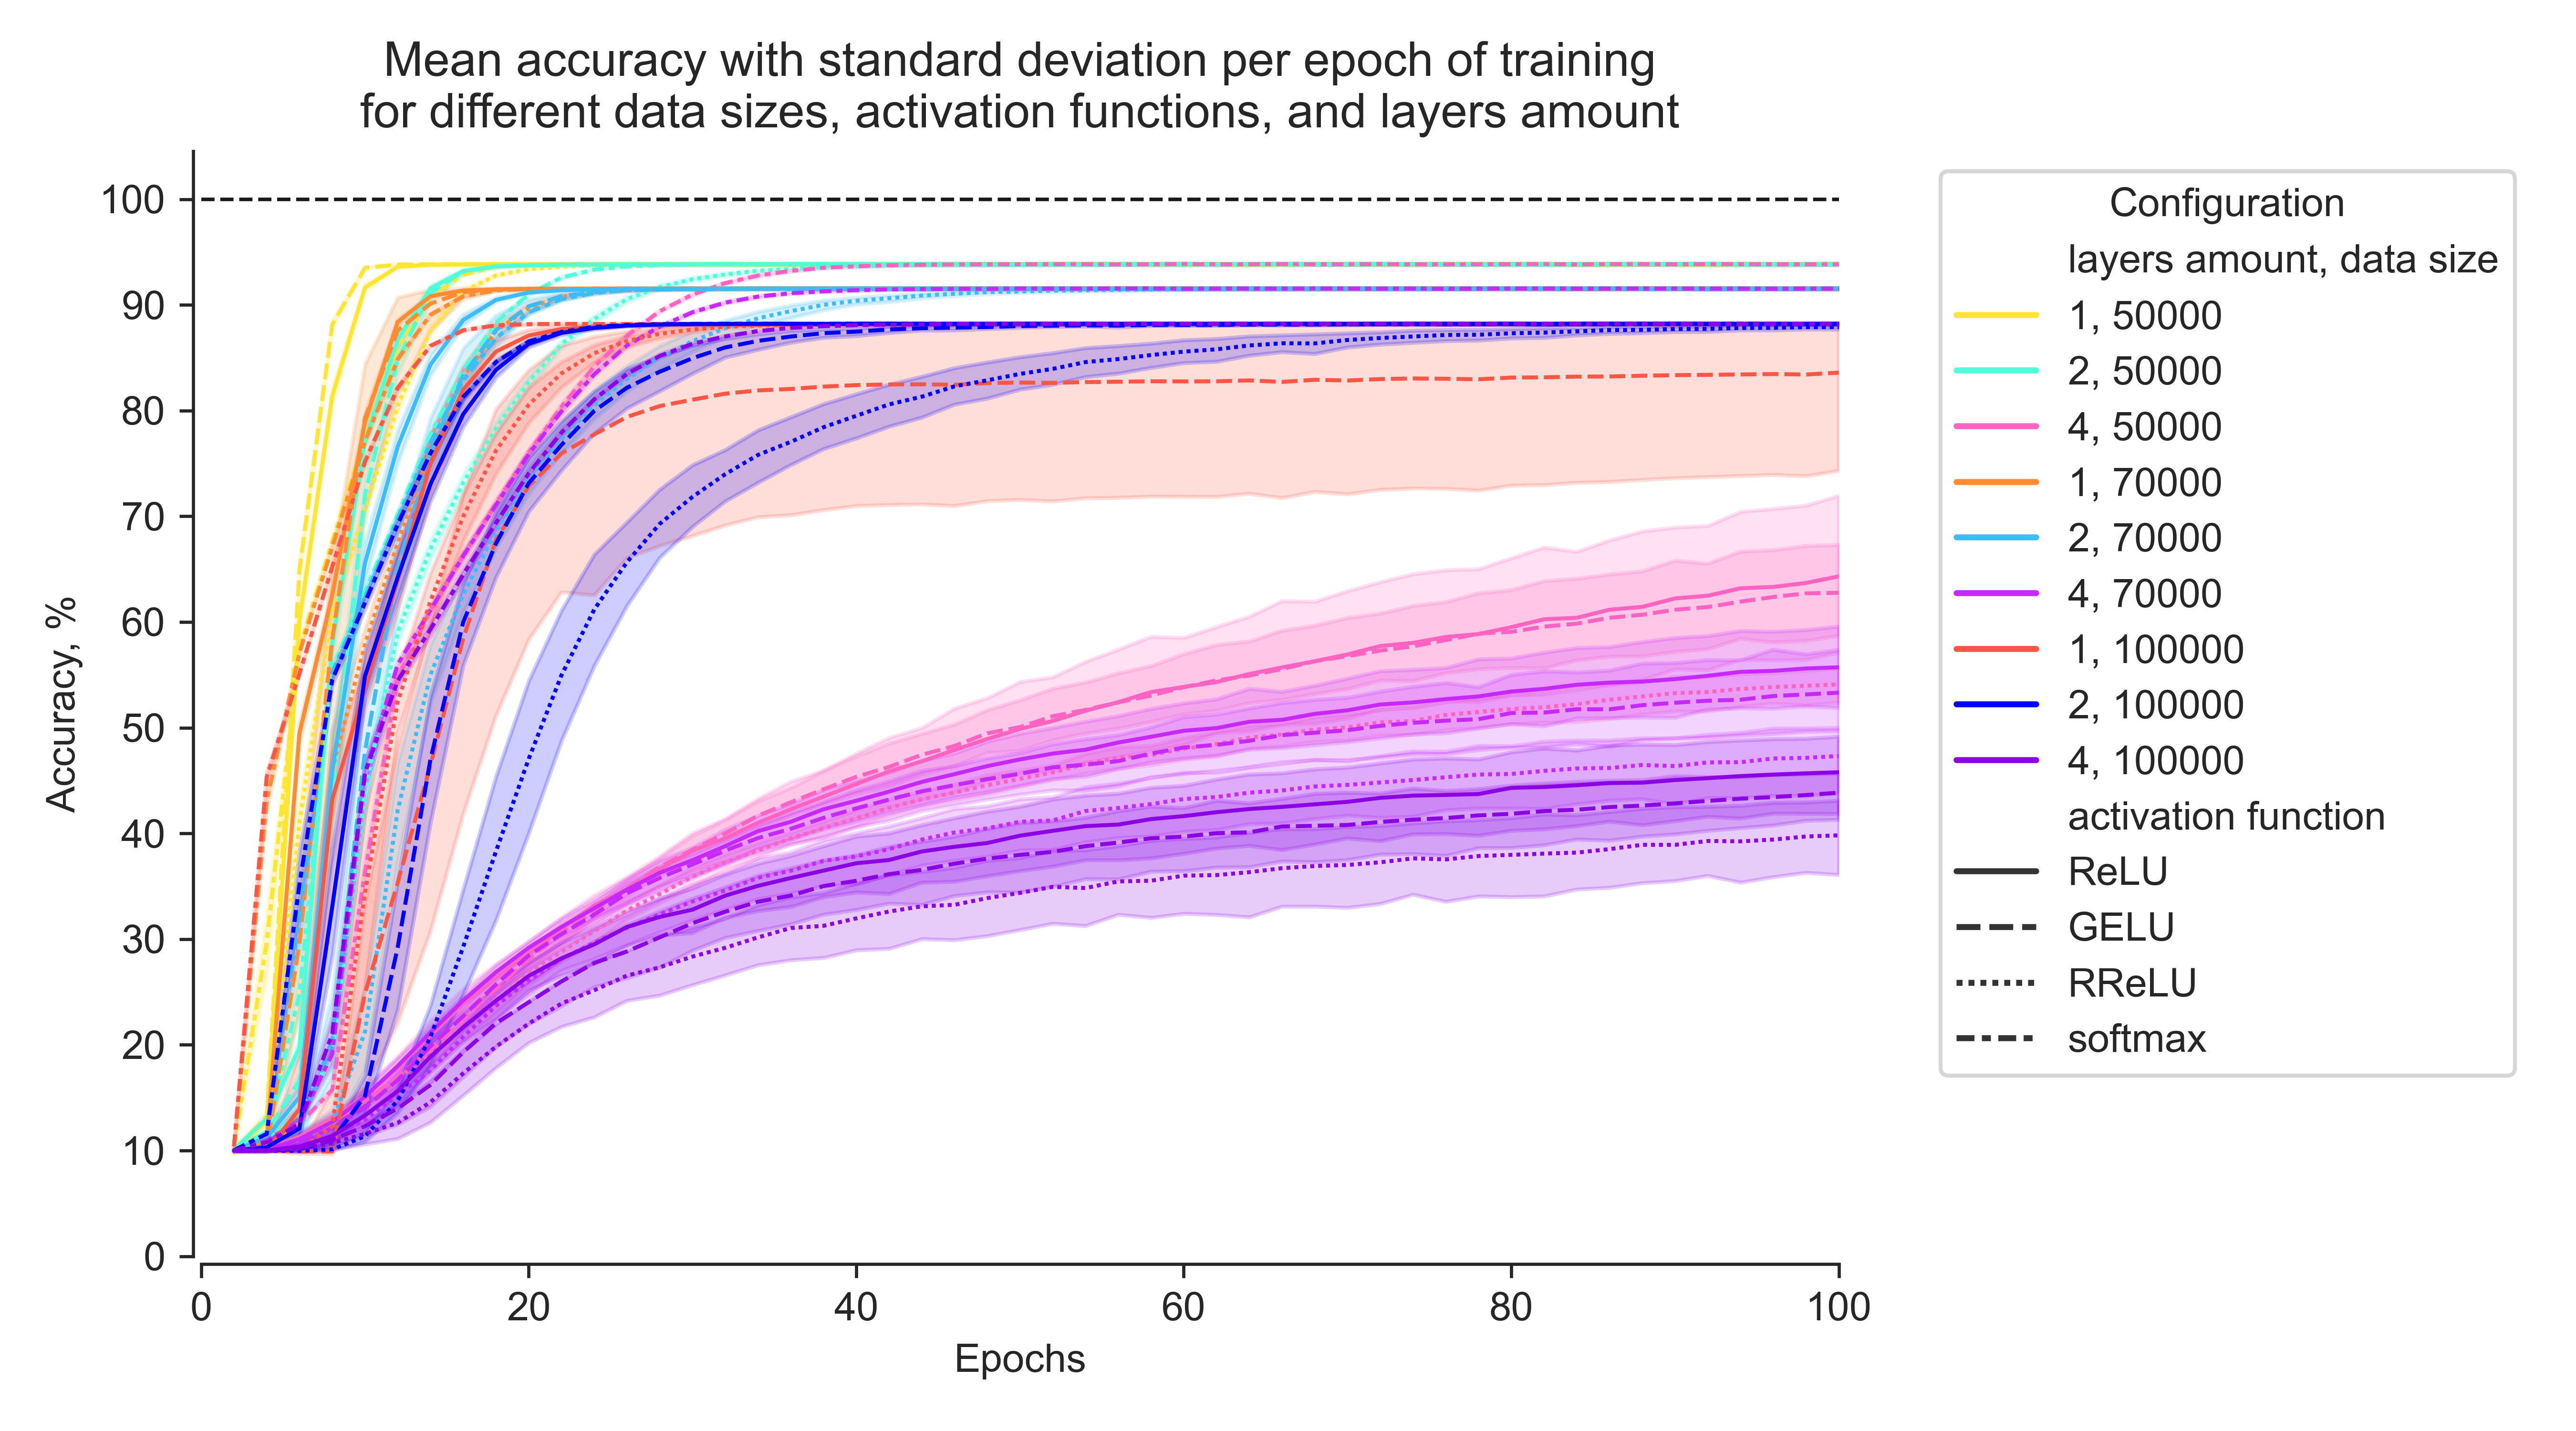 Mean accuracy with standard deviation per epoch of training
for different data sizes, activation functions, and layers amount
100
90
80
70
60
50
40
30
20
10
0
Accuracy, %
0
20
40
60
80
100
Epochs
Configuration
layers amount, data size
1, 50000
2, 50000
4, 50000
1, 70000
2, 70000
4, 70000
1, 100000
2, 100000
4, 100000
activation function
ReLU
GELU
RReLU
softmax